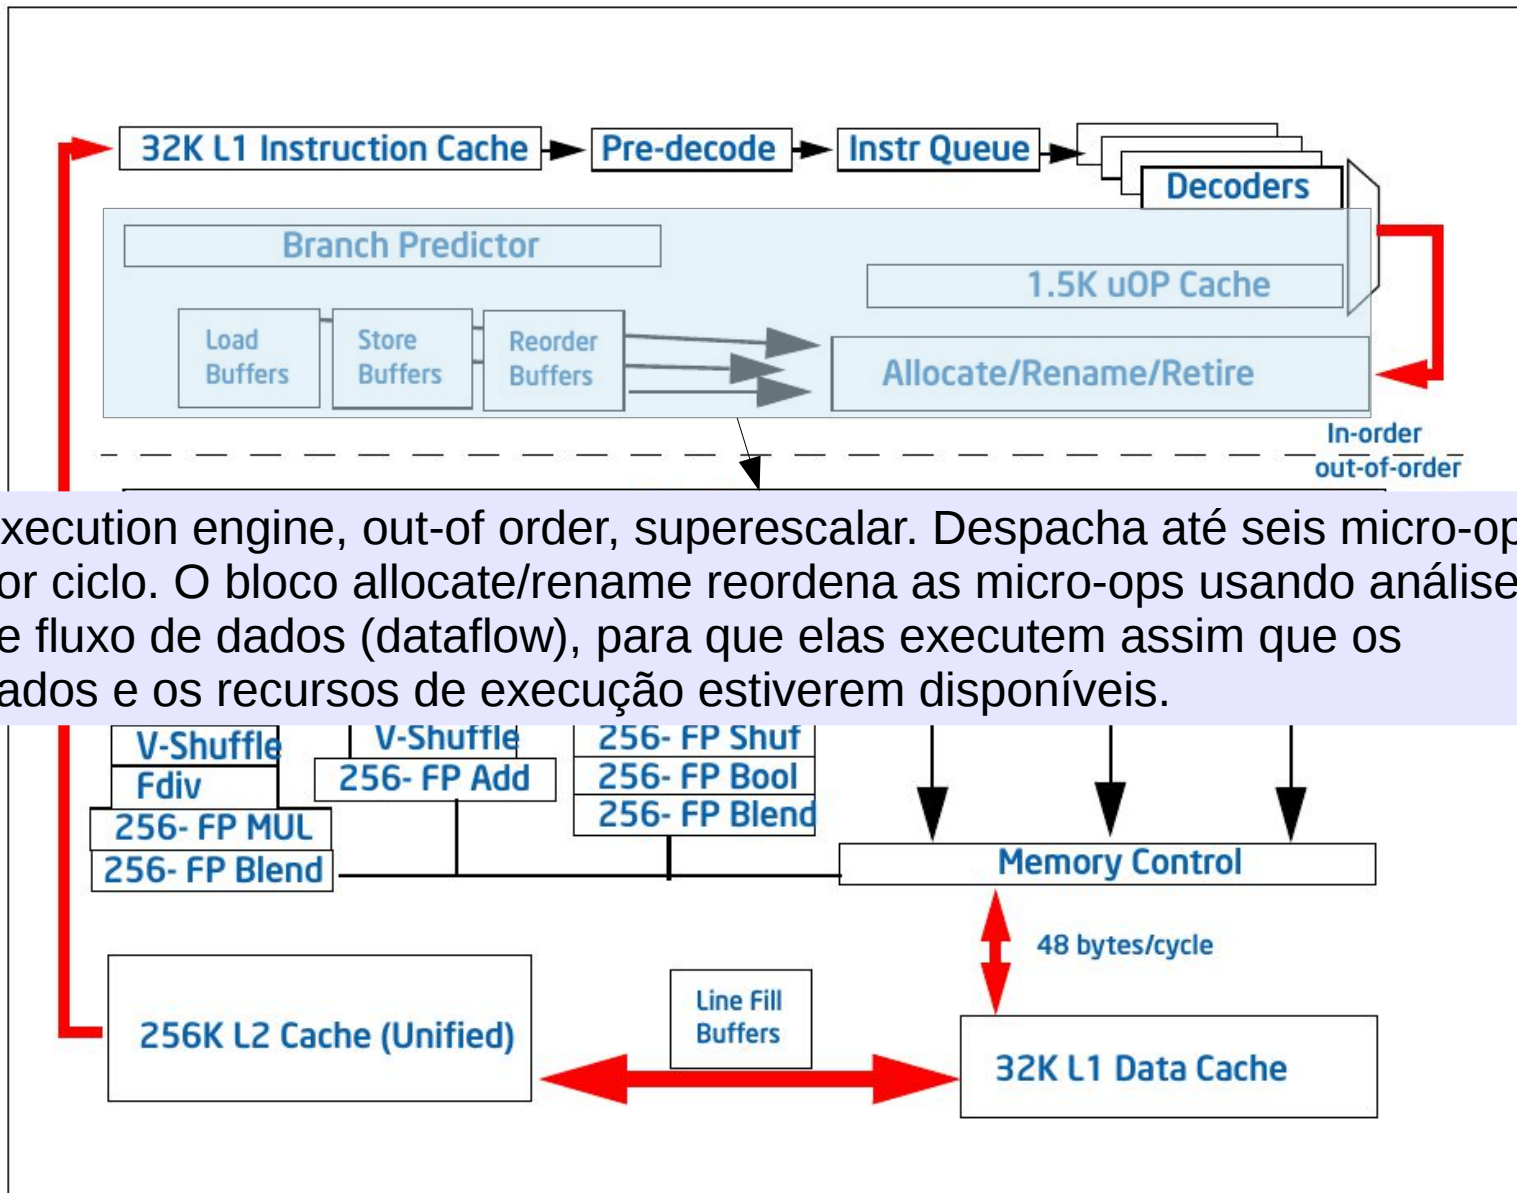 32K L1 Instruction Cache
Pre-decode
Instr Queue
Decoders
Branch Predictor
1.5K uOP Cache
Load
Buffers
Store
Buffers
Reorder
Buffers
Allocate/Rename/Retire
In-order
out-of-order
xecution engine, out-of order, superescalar. Despacha até seis micro-op
or ciclo. O bloco allocate/rename reordena as micro-ops usando análise
e fluxo de dados (dataflow), para que elas executem assim que os
ados e os recursos de execução estiverem disponíveis.
V-Shuffle
Fdiv
256- FP MUL
256- FP Blend
V-Shuffle
256- FP Add
256- FP Shuf
256- FP Bool
256- FP Blend
Memory Control
48 bytes/cycle
256K L2 Cache (Unified)
Line Fill
Buffers
32K L1 Data Cache